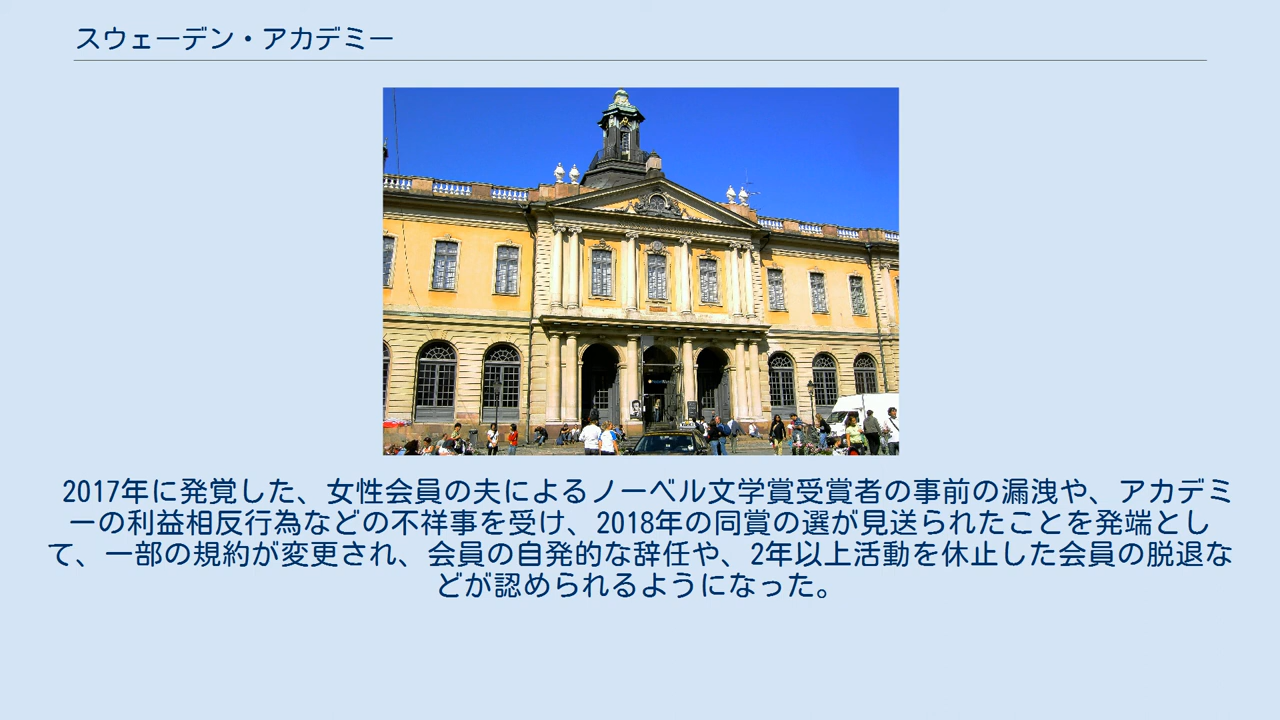 スウェーデン・アカデミー
2017年に発覚した、女性会員の夫によるノーベル文学賞受賞者の事前の漏洩や、アカデミ
ーの利益相反行為などの不祥事を受け、2018年の同賞の選が見送られたことを発端とし
て、一部の規約が変更され、会員の自発的な辞任や、2年以上活動を休止した会員の脱退な
どが認められるようになった。